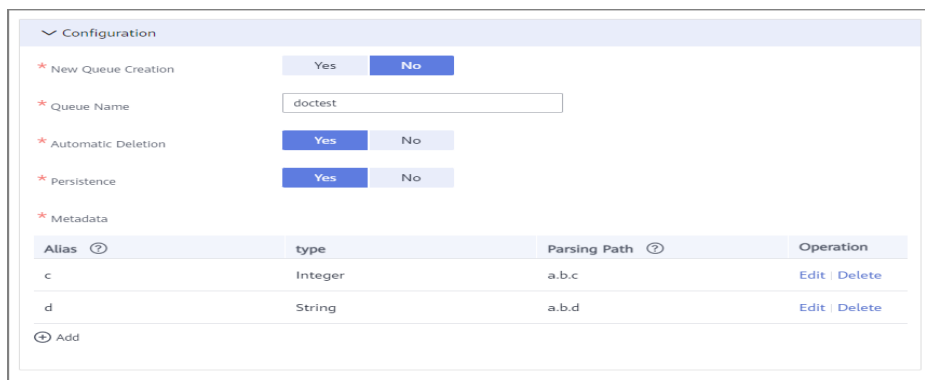 Configuration
* New Queue Creation Yes No
* Queue Name doctest
* Automatic Deletion Yes No
* Persistence Yes No
* Metadata
Alias ? type Parsing Path ? Operation
c Integer a.b.c Edit | Delete
d String a.b.d Edit | Delete
+ Add